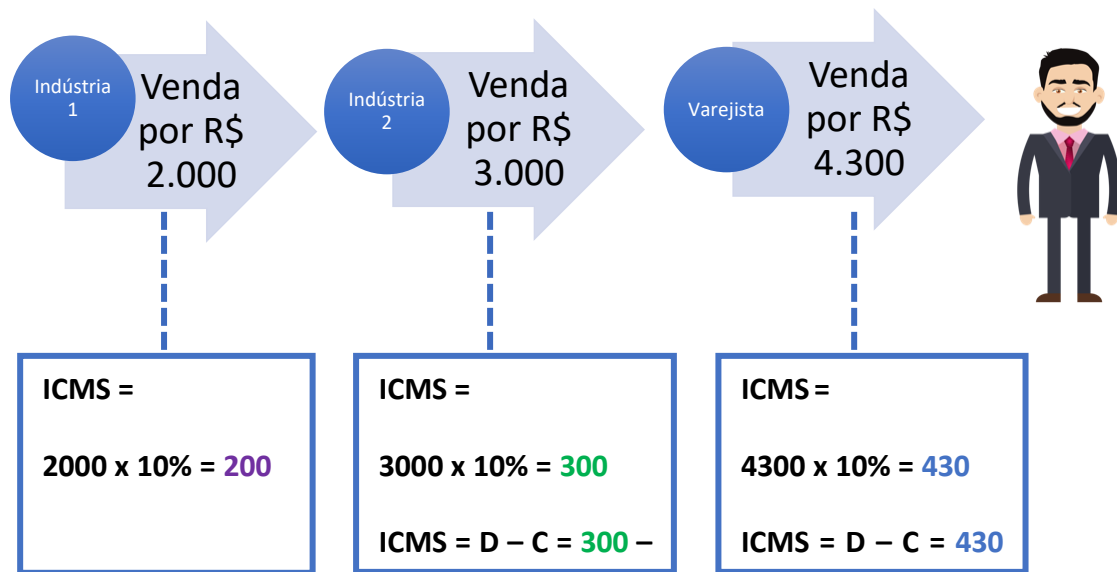 Indústria
1
Venda
por R$
2.000
Indústria
2
Venda
por R$
3.000
Varejista
Venda
por R$
4.300
ICMS =
2000 x 10% = 200
ICMS =
3000 x 10% = 300
ICMS = D – C = 300 –
ICMS =
4300 x 10% = 430
ICMS = D – C = 430